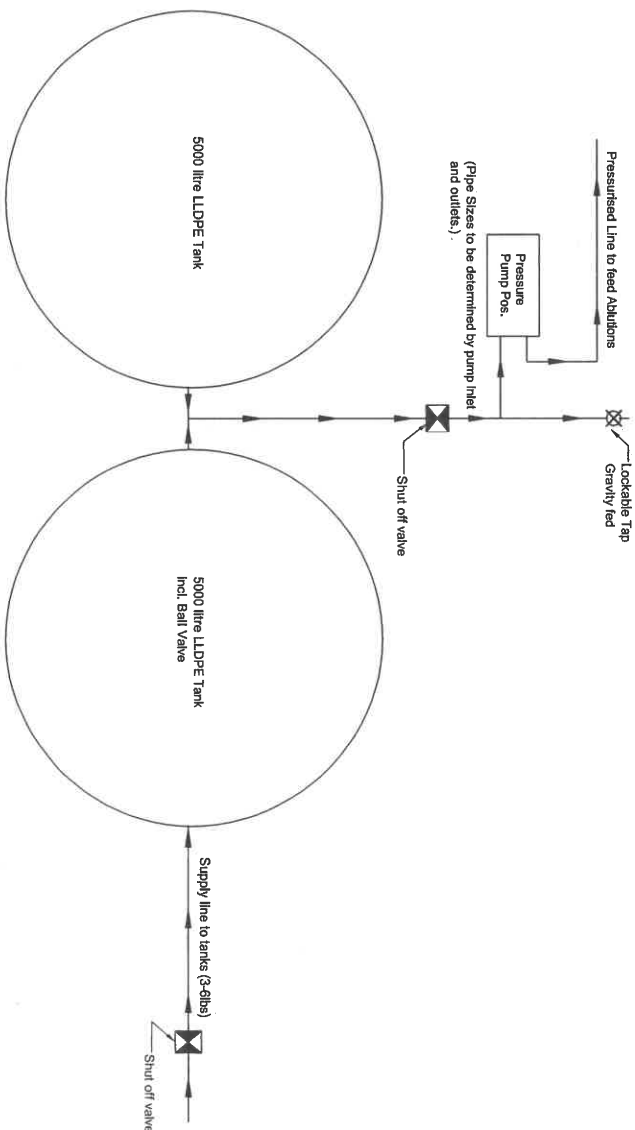 Pressurised Line to feed Ablutions
Lockable Tap
Gravity fed
Pressure
Pump Pos.
(Pipe Sizes to be determined by pump inlet
and outlets.) .
Shut off valve
5000 litre LLDPE Tank
5000 litre LLDPE Tank
Incl. Ball Valve
Supply line to tanks (3-6lbs)
Shut off valve